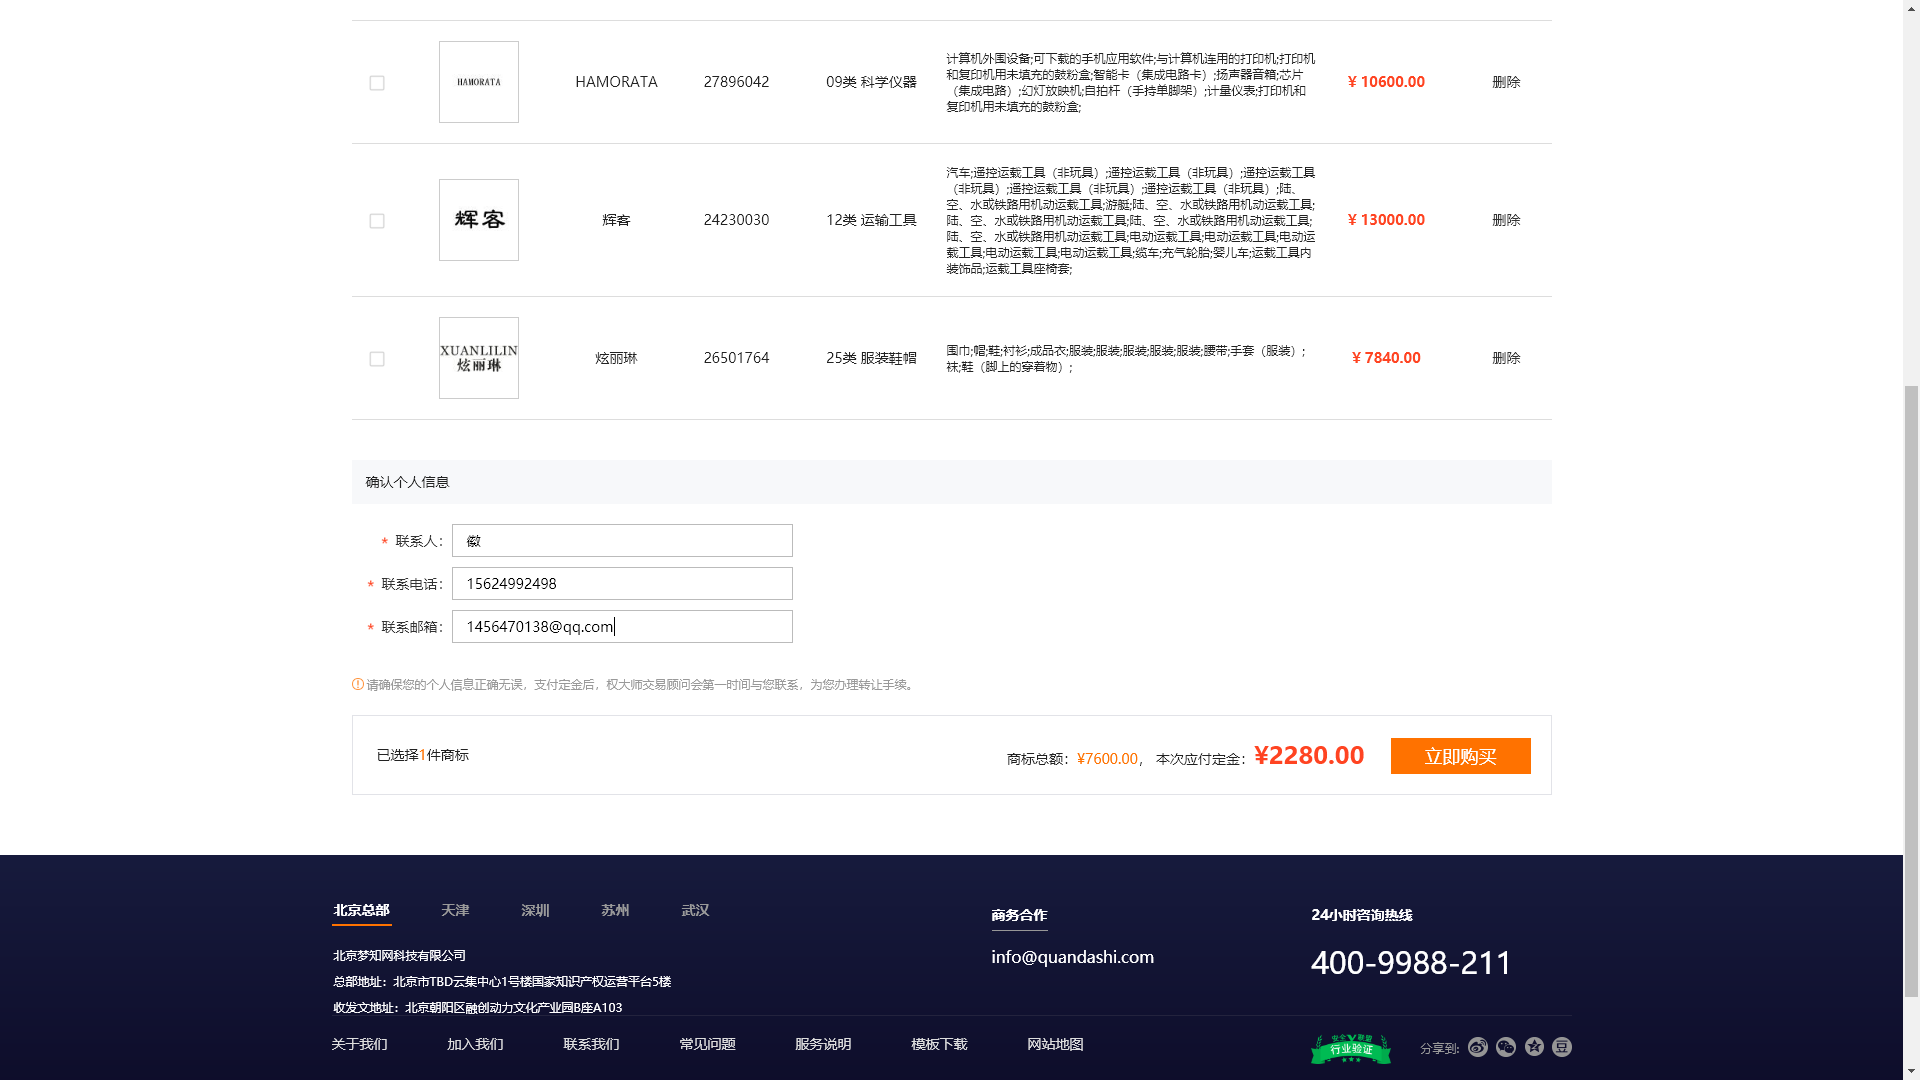 HAMORATA
HAMORATA
27896042
09类 科学仪器
计算机外围设备;可下载的手机应用软件;与计算机连用的打印机;打印机
和复印机用未填充的鼓粉盒;智能卡（集成电路卡）;扬声器音箱;芯片
（集成电路）;幻灯放映机;自拍杆（手持单脚架）;计量仪表;打印机和
复印机用未填充的鼓粉盒;
¥ 10600.00
删除
辉客
辉客
24230030
12类 运输工具
汽车;遥控运载工具（非玩具）;遥控运载工具（非玩具）;遥控运载工具
（非玩具）;遥控运载工具（非玩具）;遥控运载工具（非玩具）;陆、
空、水或铁路用机动运载工具;游艇;陆、空、水或铁路用机动运载工具;
陆、空、水或铁路用机动运载工具;陆、空、水或铁路用机动运载工具;
陆、空、水或铁路用机动运载工具;电动运载工具;电动运载工具;电动运
载工具;电动运载工具;电动运载工具;缆车;充气轮胎;婴儿车;运载工具内
装饰品;运载工具座椅套;
¥ 13000.00
删除
XUANLILIN
炫丽琳
炫丽琳
26501764
25类 服装鞋帽
围巾;帽;鞋;衬衫;成品衣;服装;服装;服装;服装;服装;腰带;手套（服装）;
袜;鞋（脚上的穿着物）;
¥ 7840.00
删除
确认个人信息
* 联系人： 徽
* 联系电话： 15624992498
* 联系邮箱： 1456470138@qq.com
请确保您的个人信息正确无误，支付定金后，权大师交易顾问会第一时间与您联系，为您办理转让手续。
已选择1件商标
商标总额：¥7600.00， 本次应付定金：¥2280.00
立即购买
北京总部 天津 深圳 苏州 武汉
北京梦知网科技有限公司
总部地址：北京市TBD云集中心1号楼国家知识产权运营平台5楼
收发文地址：北京朝阳区融创动力文化产业园B座A103
商务合作
info@quandashi.com
24小时咨询热线
400-9988-211
关于我们 加入我们 联系我们 常见问题 服务说明 模板下载 网站地图
安全 联盟
行业验证
分享到:
豆